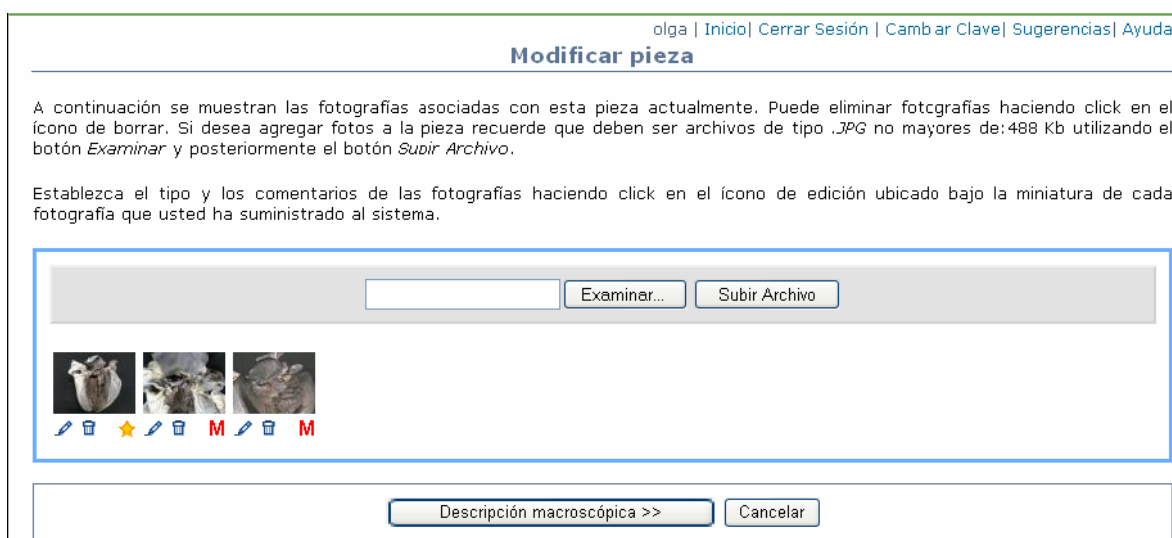 olga | Inicio| Cerrar Sesión | Camb ar Clave| Sugerencias| Ayuda
Modificar pieza
A continuación se muestran las fotografías asociadas con esta pieza actualmente. Puede eliminar fotografías haciendo click en el
ícono de borrar. Si desea agregar fotos a la pieza recuerde que deben ser archivos de tipo .JPG no mayores de:488 Kb utilizando el
botón Examinar y posteriormente el botón Subir Archivo.
Establezca el tipo y los comentarios de las fotografías haciendo click en el ícono de edición ubicado bajo la miniatura de cada
fotografía que usted ha suministrado al sistema.
Examinar... Subir Archivo
M M
Descripción macroscópica >> Cancelar